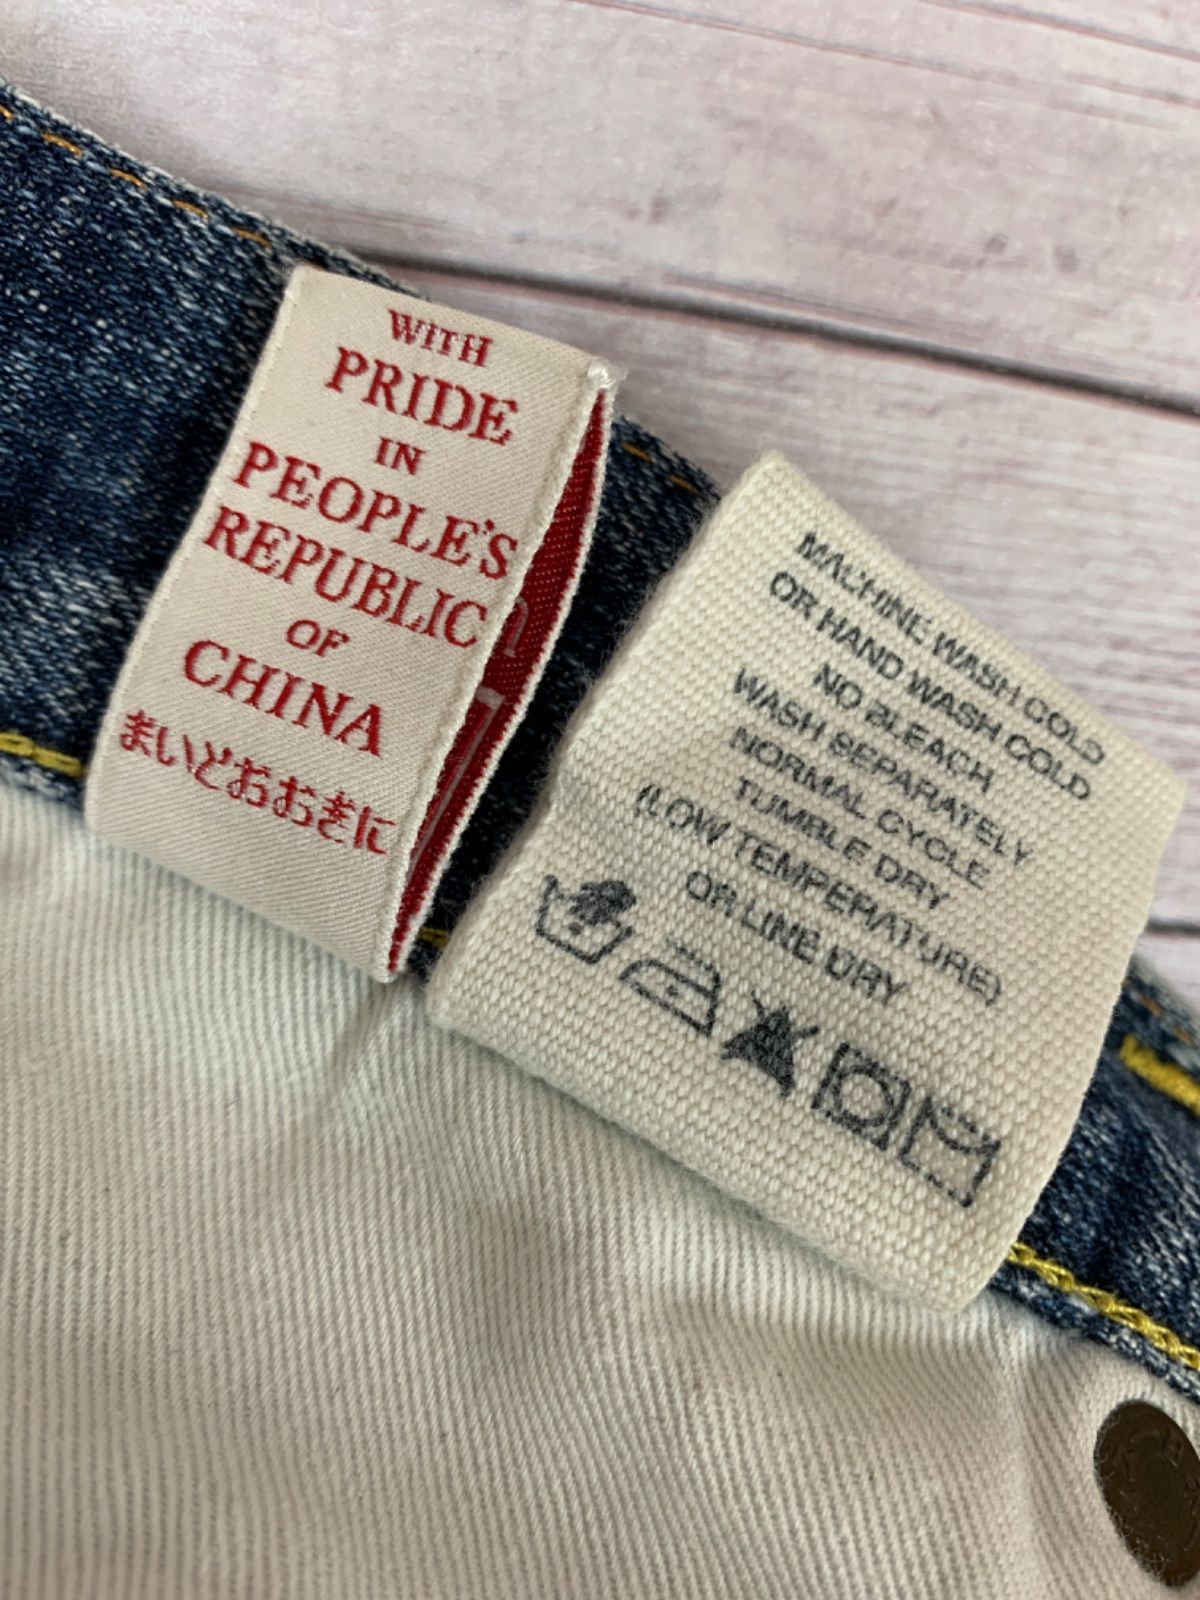 WITH
PRIDE
IN
PEOPLE'S
REPUBLIC
OF
CHINA
まいどおおぎに
MACHINE WASH COLD
OR HAND WASH COLD
NO BLEACH
WASH SEPARATELY
NORMAL CYCLE
TUMBLE DRY
(LOW TEMPERATURE)
OR LINE DRY